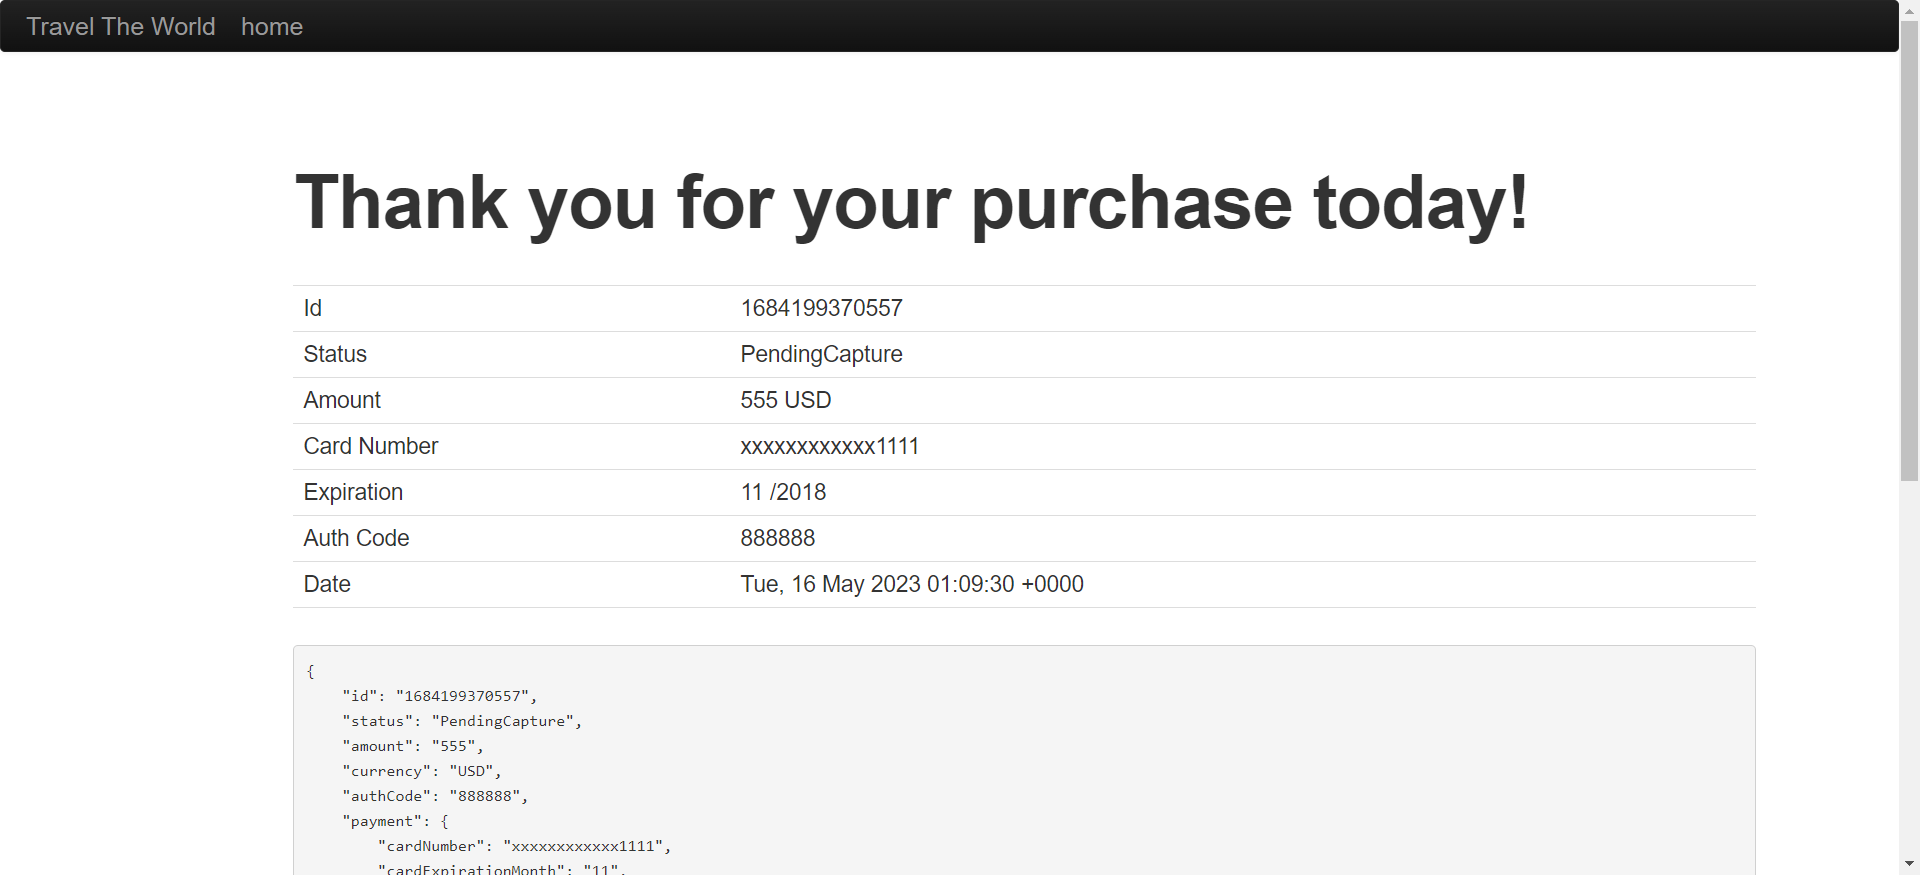 Travel The World home
Thank you for your purchase today!
Id 1684199370557
Status PendingCapture
Amount 555 USD
Card Number xxxxxxxxxxxx1111
Expiration 11 /2018
Auth Code 888888
Date Tue, 16 May 2023 01:09:30 +0000
{
    "id": "1684199370557",
    "status": "PendingCapture",
    "amount": "555",
    "currency": "USD",
    "authCode": "888888",
    "payment": {
        "cardNumber": "xxxxxxxxxxxx1111",
        "cardExpirationMonth": "11",